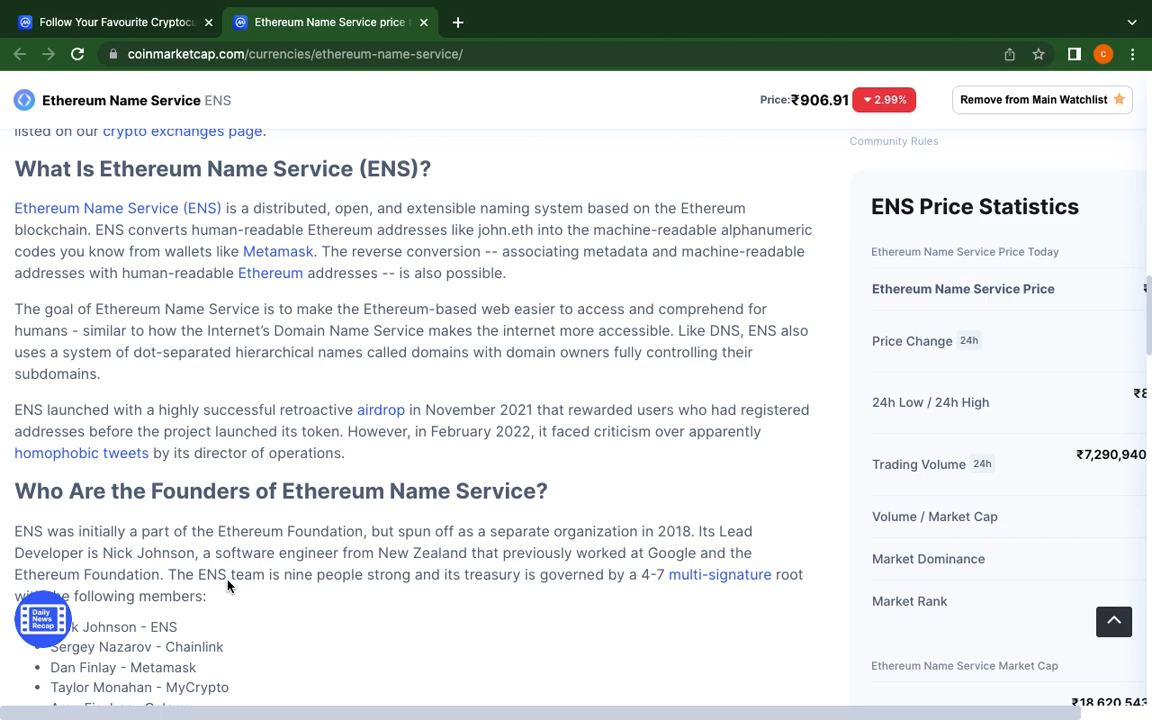 Follow Your Favourite Cryptocu
Ethereum Name Service price
coinmarketcap.com/currencies/ethereum-name-service/
C
Ethereum Name Service ENS
Price:₹906.91
2.99%
Remove from Main Watchlist
listed on our crypto exchanges page.
Community Rules
What Is Ethereum Name Service (ENS)?
Ethereum Name Service (ENS) is a distributed, open, and extensible naming system based on the Ethereum
blockchain. ENS converts human-readable Ethereum addresses like john.eth into the machine-readable alphanumeric
codes you know from wallets like Metamask. The reverse conversion -- associating metadata and machine-readable
addresses with human-readable Ethereum addresses -- is also possible.
The goal of Ethereum Name Service is to make the Ethereum-based web easier to access and comprehend for
humans - similar to how the Internet's Domain Name Service makes the internet more accessible. Like DNS, ENS also
uses a system of dot-separated hierarchical names called domains with domain owners fully controlling their
subdomains.
ENS launched with a highly successful retroactive airdrop in November 2021 that rewarded users who had registered
addresses before the project launched its token. However, in February 2022, it faced criticism over apparently
homophobic tweets by its director of operations.
Who Are the Founders of Ethereum Name Service?
ENS was initially a part of the Ethereum Foundation, but spun off as a separate organization in 2018. Its Lead
Developer is Nick Johnson, a software engineer from New Zealand that previously worked at Google and the
Ethereum Foundation. The ENS team is nine people strong and its treasury is governed by a 4-7 multi-signature root
the following members:
Johnson - ENS
Sergey Nazarov - Chainlink
• Dan Finlay - Metamask
• Taylor Monahan - MyCrypto
Daily
News
Recap
ENS Price Statistics
Ethereum Name Service Price Today
Ethereum Name Service Price
Price Change 24h
24h Low / 24h High
Trading Volume 24h
₹7,290,940
Volume / Market Cap
Market Dominance
Market Rank
Ethereum Name Service Market Cap
₹18,620,543